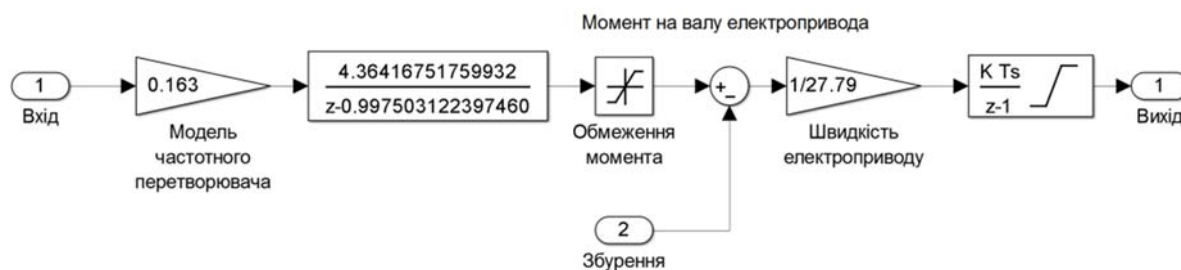 Момент на валу електропривода
1
Вхід
0.163
Модель
частотного
перетворювача
4.36416751759932
z-0.997503122397460
Обмеження
момента
+
−
1/27.79
Швидкість
електроприводу
K Ts
z-1
1
Вихід
2
Збурення